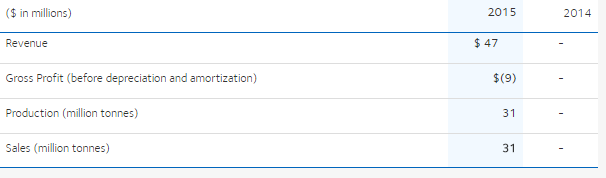 ($ in millions) 2015 2014
Revenue $ 47 -
Gross Profit (before depreciation and amortization) $(9) -
Production (million tonnes) 31 -
Sales (million tonnes) 31 -